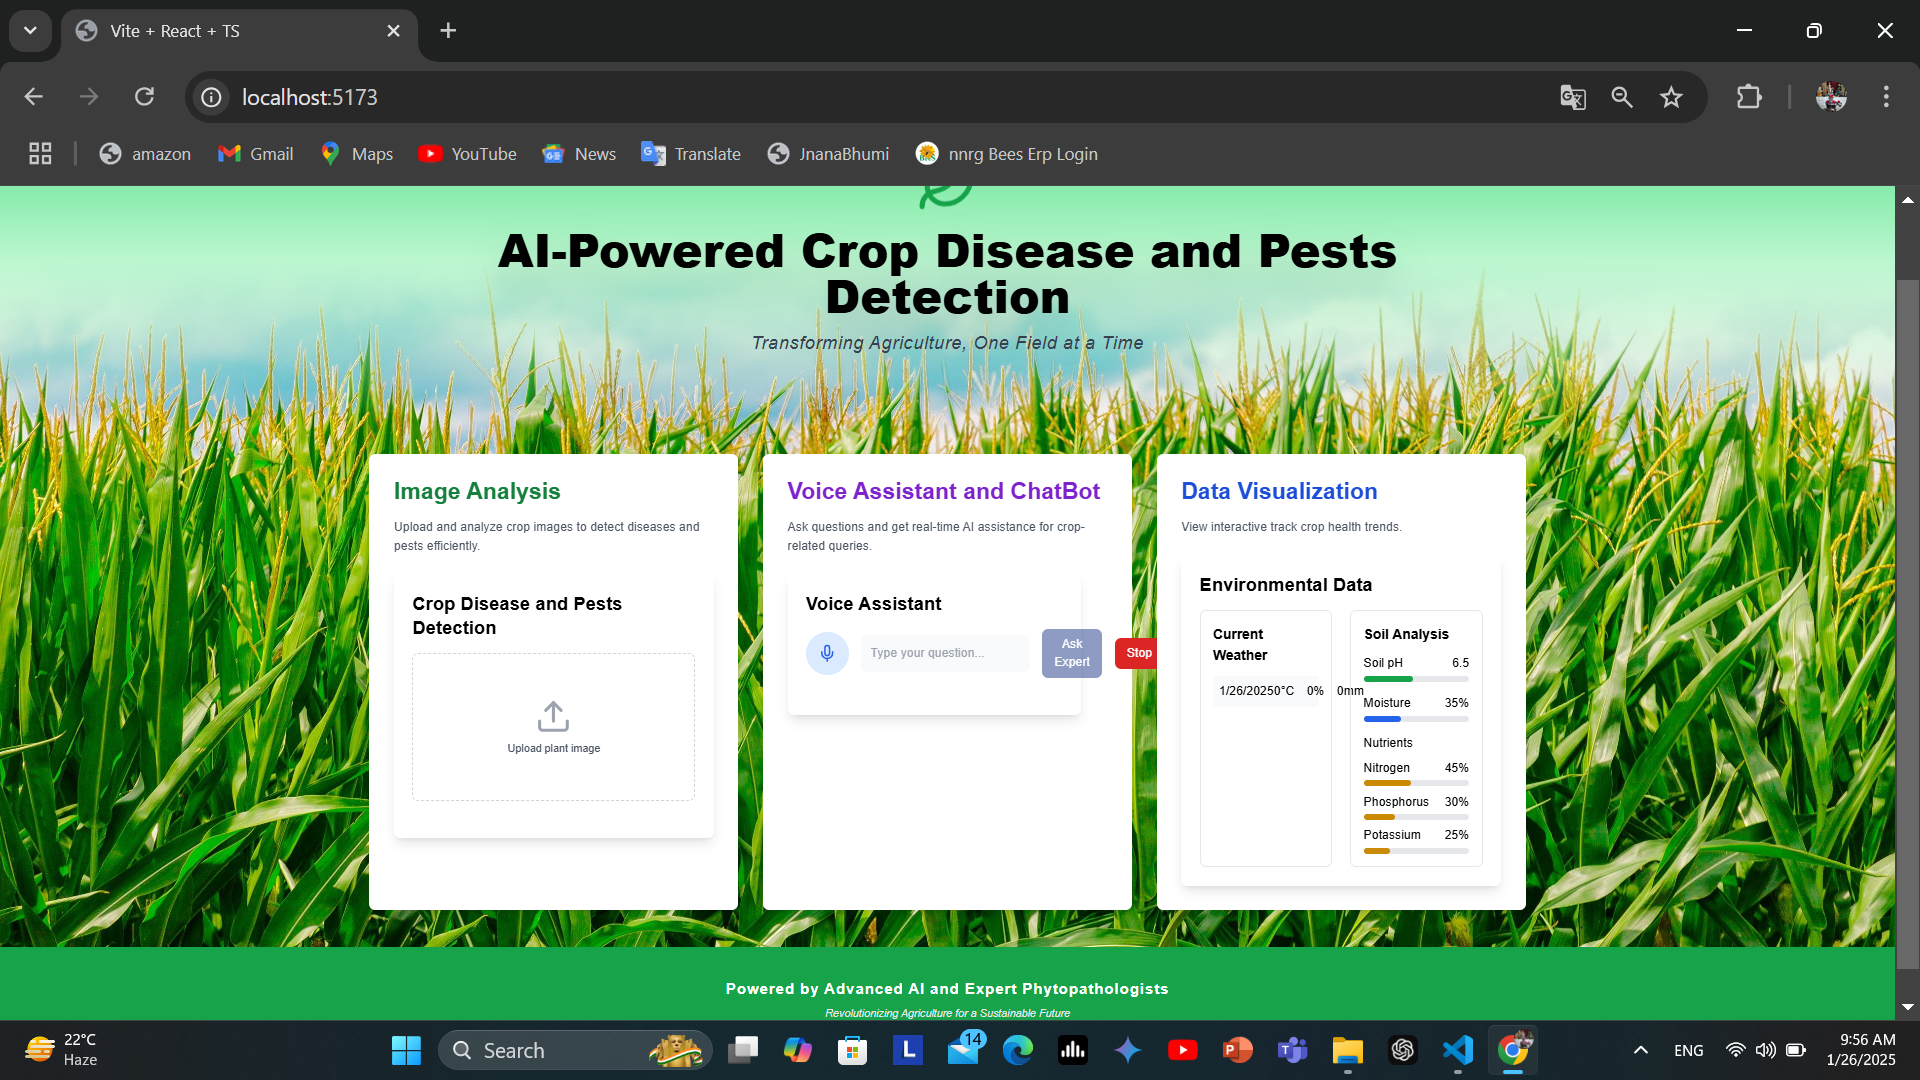 Vite + React + TS
localhost:5173
amazon
Gmail
Maps
YouTube
News
Translate
JnanaBhumi
nnrg Bees Erp Login
AI-Powered Crop Disease and Pests
Detection
Transforming Agriculture, One Field at a Time
Image Analysis
Upload and analyze crop images to detect diseases and
pests efficiently.
Crop Disease and Pests
Detection
Upload plant image
Voice Assistant and ChatBot
Ask questions and get real-time AI assistance for crop-
related queries.
Voice Assistant
Type your question...
Ask
Expert
Stop
Data Visualization
View interactive track crop health trends.
Environmental Data
Current
Weather
1/26/20250°C 0% 0mm
Soil Analysis
Soil pH 6.5
Moisture 35%
Nutrients
Nitrogen 45%
Phosphorus 30%
Potassium 25%
Powered by Advanced AI and Expert Phytopathologists
Revolutionizing Agriculture for a Sustainable Future
22°C
Haze
Search
L
14
ENG
9:56 AM
1/26/2025